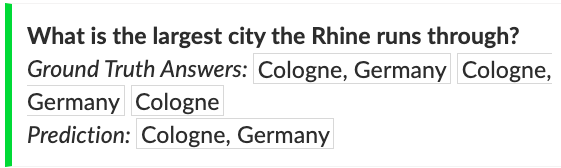 What is the largest city the Rhine runs through?
Ground Truth Answers: Cologne, Germany Cologne,
Germany Cologne
Prediction: Cologne, Germany